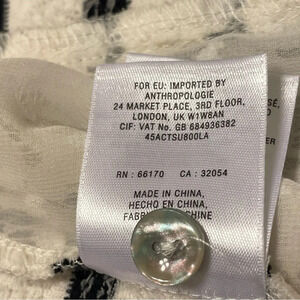 FOR EU: IMPORTED BY
ANTHROPOLOGIE
24 MARKET PLACE, 3RD FLOOR,
LONDON, UK W1W8AN
CIF: VAT No. GB 684936382
45ACTSU800LA
RN : 66170 CA : 32054
MADE IN CHINA,
HECHO EN CHINA,